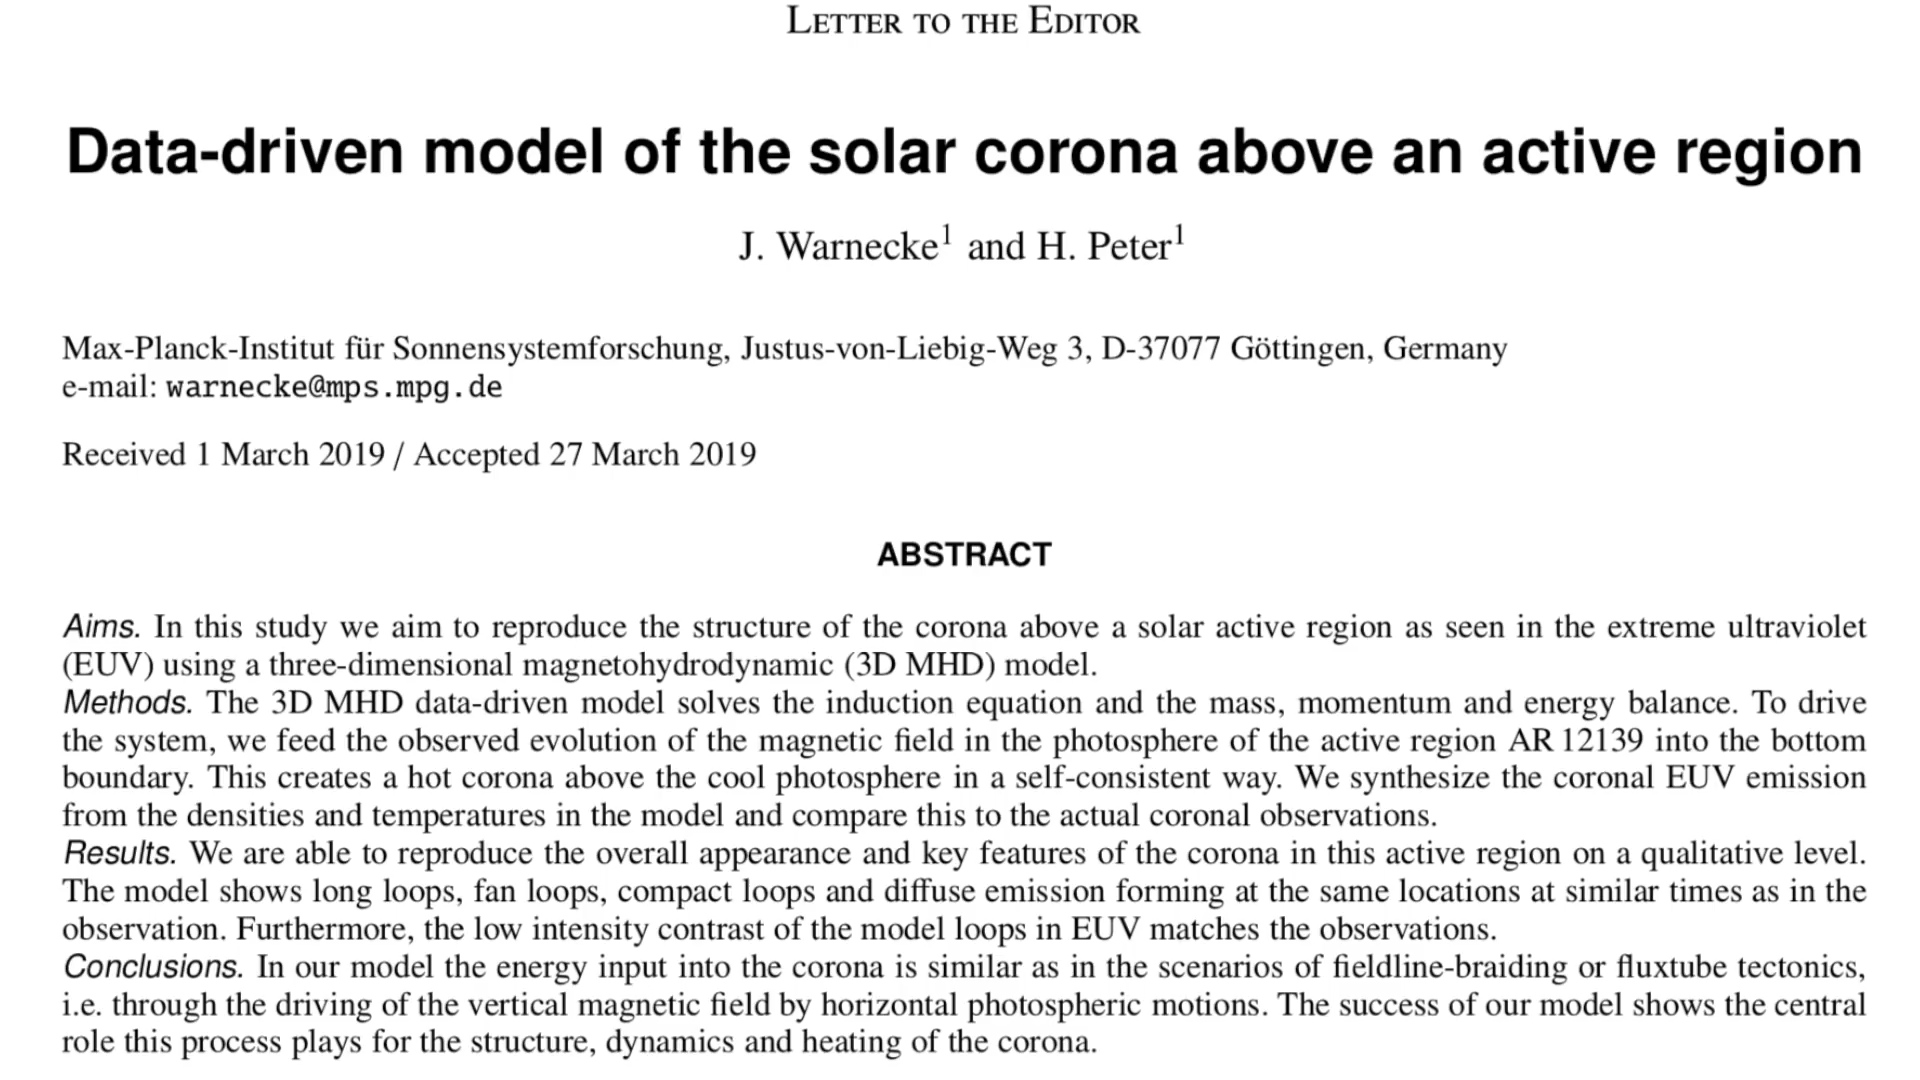 LETTER TO THE EDITOR
Data-driven model of the solar corona above an active region
J. Warnecke1 and H. Peter1
Max-Planck-Institut für Sonnensystemforschung, Justus-von-Liebig-Weg 3, D-37077 Göttingen, Germany
e-mail: warnecke@mps.mpg.de
Received 1 March 2019 / Accepted 27 March 2019
ABSTRACT
Aims. In this study we aim to reproduce the structure of the corona above a solar active region as seen in the extreme ultraviolet
(EUV) using a three-dimensional magnetohydrodynamic (3D MHD) model.
Methods. The 3D MHD data-driven model solves the induction equation and the mass, momentum and energy balance. To drive
the system, we feed the observed evolution of the magnetic field in the photosphere of the active region AR 12139 into the bottom
boundary. This creates a hot corona above the cool photosphere in a self-consistent way. We synthesize the coronal EUV emission
from the densities and temperatures in the model and compare this to the actual coronal observations.
Results. We are able to reproduce the overall appearance and key features of the corona in this active region on a qualitative level.
The model shows long loops, fan loops, compact loops and diffuse emission forming at the same locations at similar times as in the
observation. Furthermore, the low intensity contrast of the model loops in EUV matches the observations.
Conclusions. In our model the energy input into the corona is similar as in the scenarios of fieldline-braiding or fluxtube tectonics,
i.e. through the driving of the vertical magnetic field by horizontal photospheric motions. The success of our model shows the central
role this process plays for the structure, dynamics and heating of the corona.